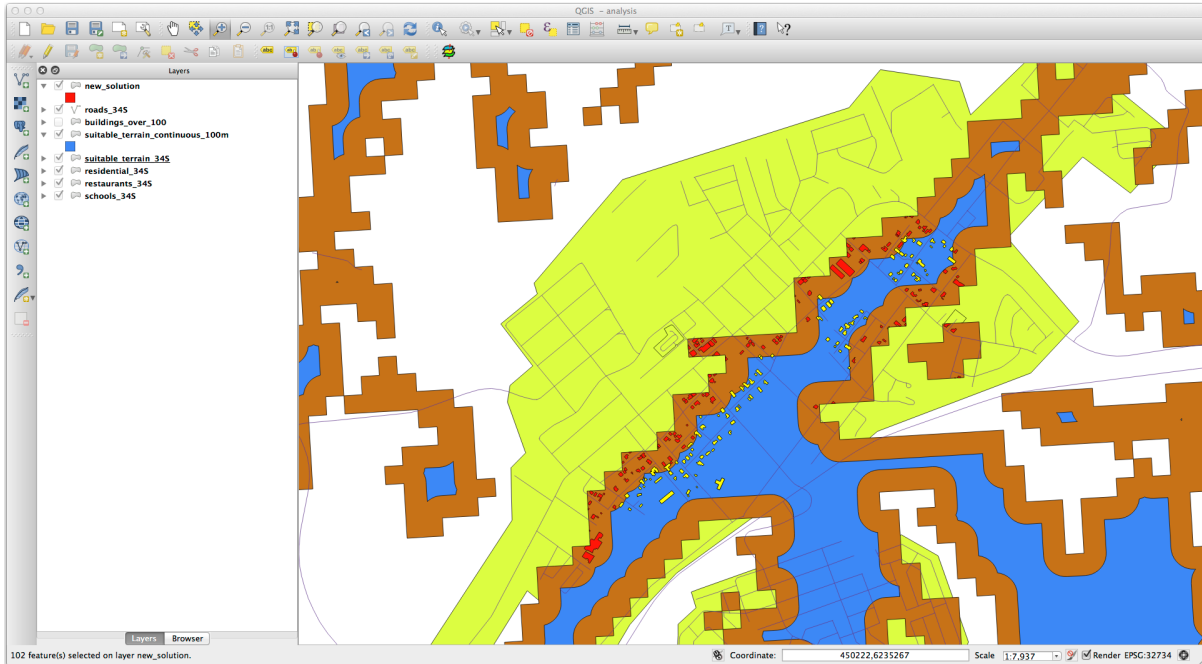 QGIS - analysis
Layers
new_solution
roads_34S
buildings_over_100
suitable_terrain_continuous_100m
suitable_terrain_34S
residential_34S
restaurants_34S
schools_34S
Layers Browser
102 feature(s) selected on layer new_solution.
Coordinate: 450222,6235267 Scale 1:7,937 Render EPSG:32734